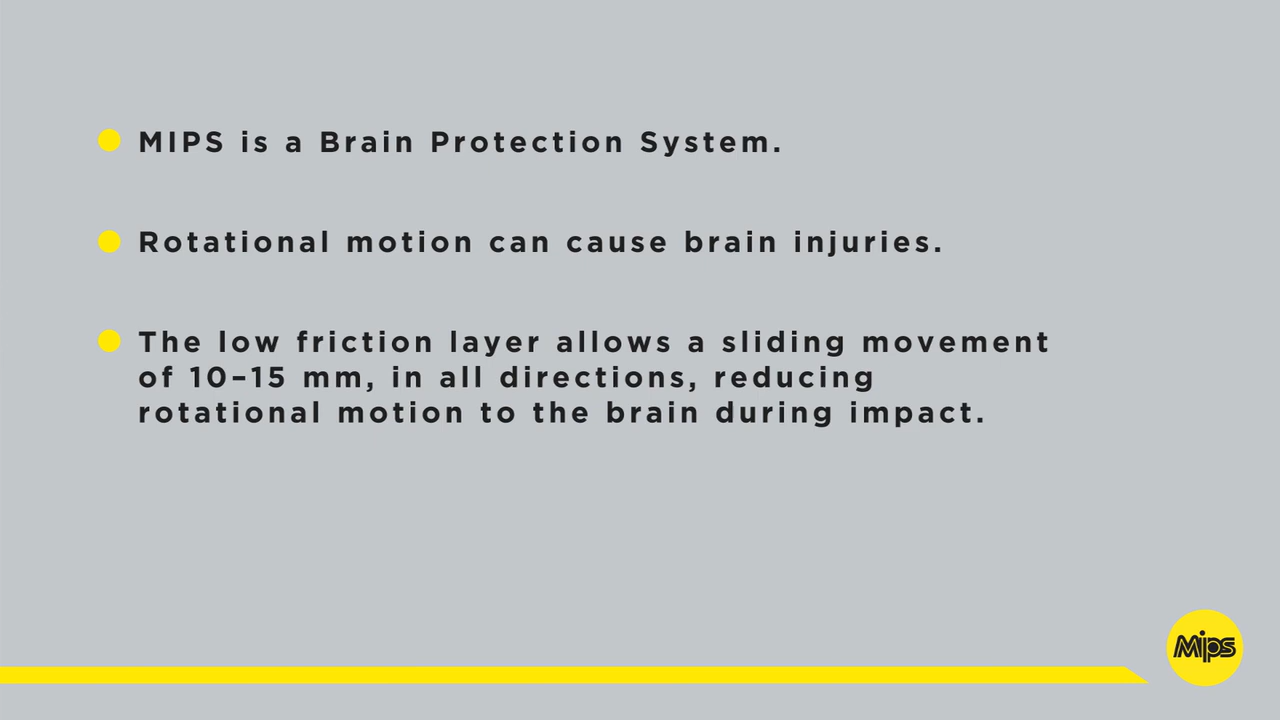 MIPS is a Brain Protection System.
Rotational motion can cause brain injuries.
The low friction layer allows a sliding movement
of 10–15 mm, in all directions, reducing
rotational motion to the brain during impact.
Mips